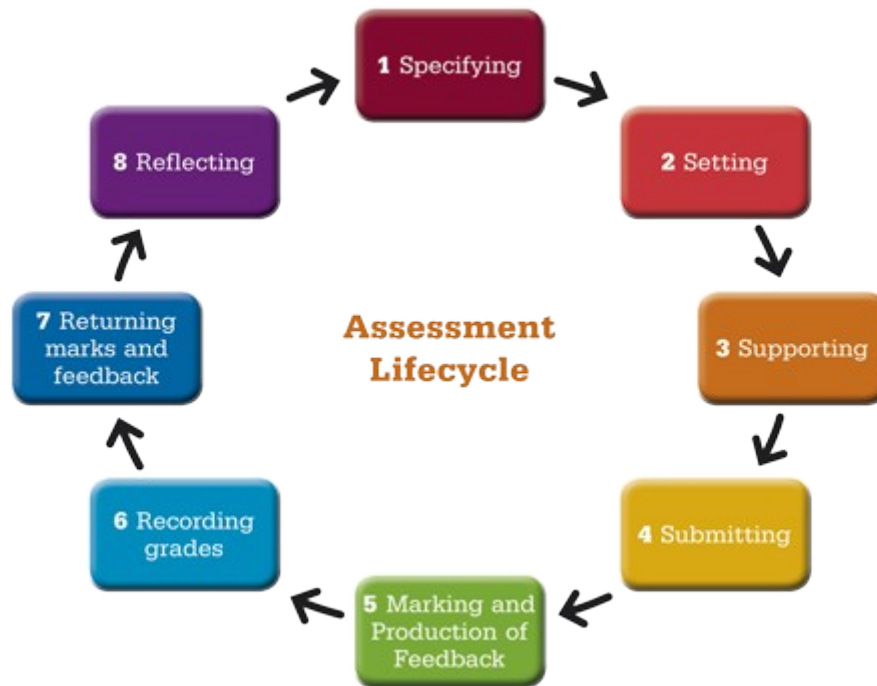 1 Specifying
2 Setting
3 Supporting
4 Submitting
5 Marking and
Production of
Feedback
6 Recording
grades
7 Returning
marks and
feedback
8 Reflecting
Assessment
Lifecycle